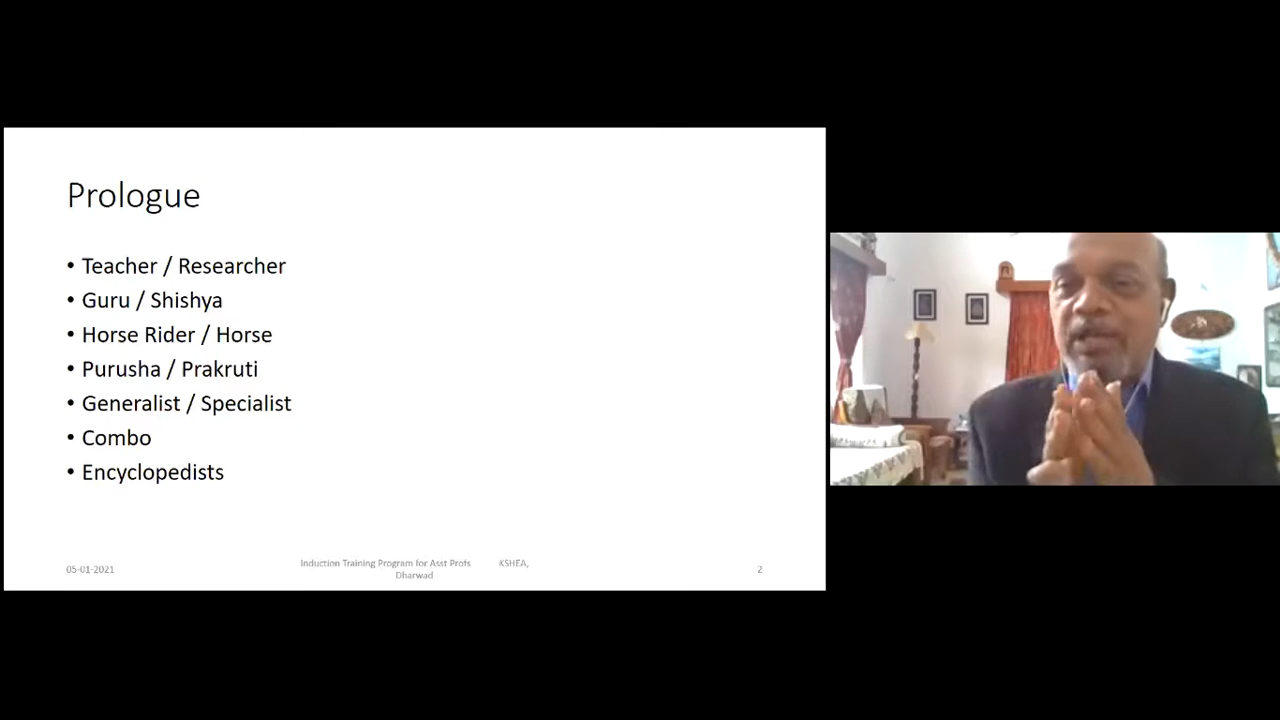 Prologue
• Teacher / Researcher
• Guru / Shishya
• Horse Rider / Horse
• Purusha / Prakruti
• Generalist / Specialist
• Combo
• Encyclopedists
05-01-2021
Induction Training Program for Asst Profs KSHEA,
Dharwad
2